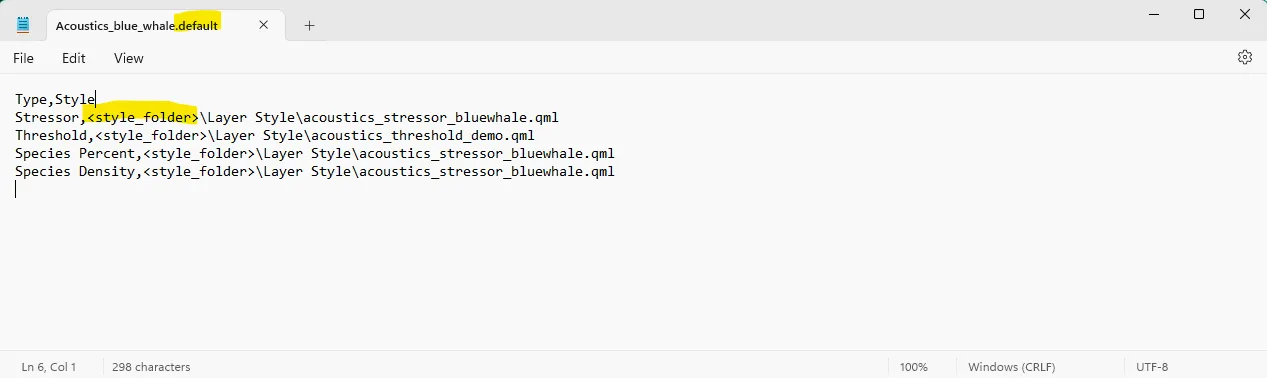 Acoustics_blue_whale.default
File Edit View
Type,Style
Stressor,<style_folder>\Layer Style\acoustics_stressor_bluewhale.qml
Threshold,<style_folder>\Layer Style\acoustics_threshold_demo.qml
Species Percent,<style_folder>\Layer Style\acoustics_stressor_bluewhale.qml
Species Density,<style_folder>\Layer Style\acoustics_stressor_bluewhale.qml
Ln 6, Col 1 298 characters 100% Windows (CRLF) UTF-8